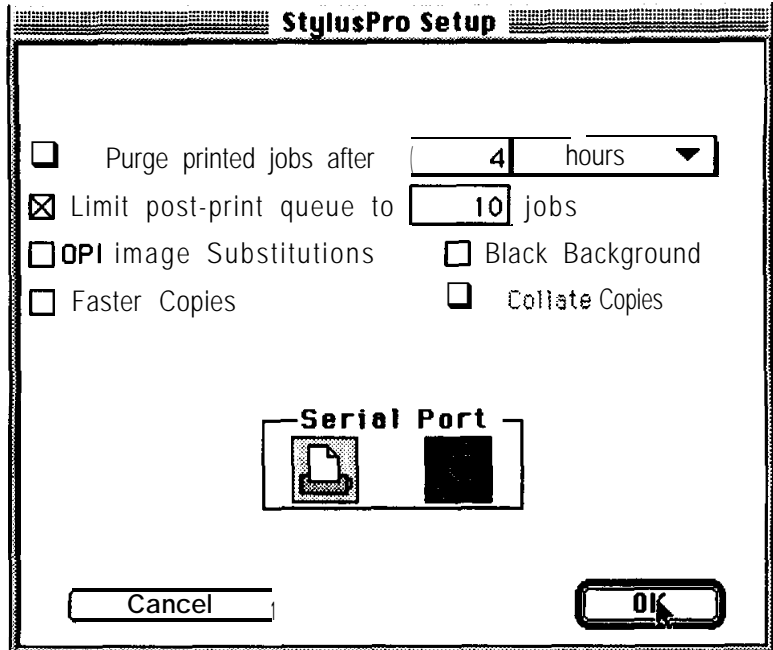 StylusPro Setup
Purge printed jobs after 4 hours
Limit post-print queue to 10 jobs
OPI image Substitutions Black Background
Faster Copies Collate Copies
Serial Port
Cancel OK